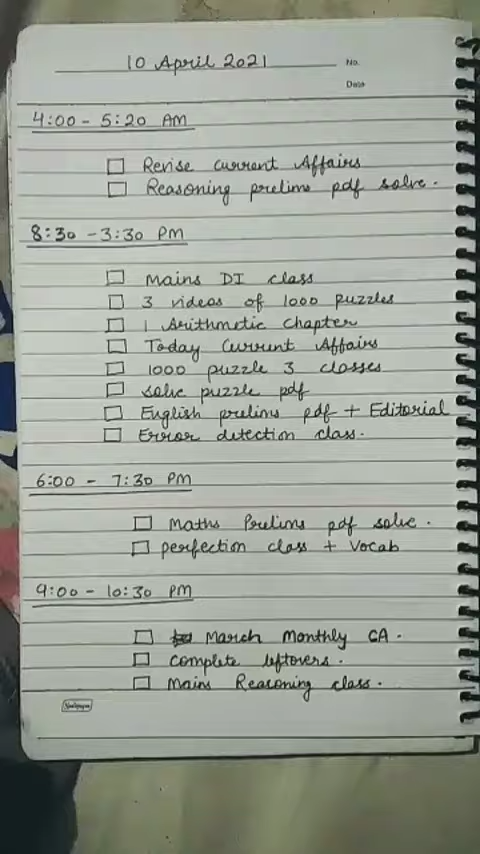 10 April 2021
No.
Date
4:00 - 5:20 AM
Revise current Affairs
Reasoning prelims pdf solve.
8:30 - 3:30 PM
Mains DI class
3 videos of 1000 puzzles
1 Arithmetic Chapter
Today Current Affairs
1000 puzzle 3 classes
solve puzzle pdf
English prelims pdf + Editorial
Error detection class.
6:00 - 7:30 PM
Maths Prelims pdf solve.
perfection class + Vocab
9:00 - 10:30 PM
March Monthly CA.
complete leftovers.
Mains Reasoning class.